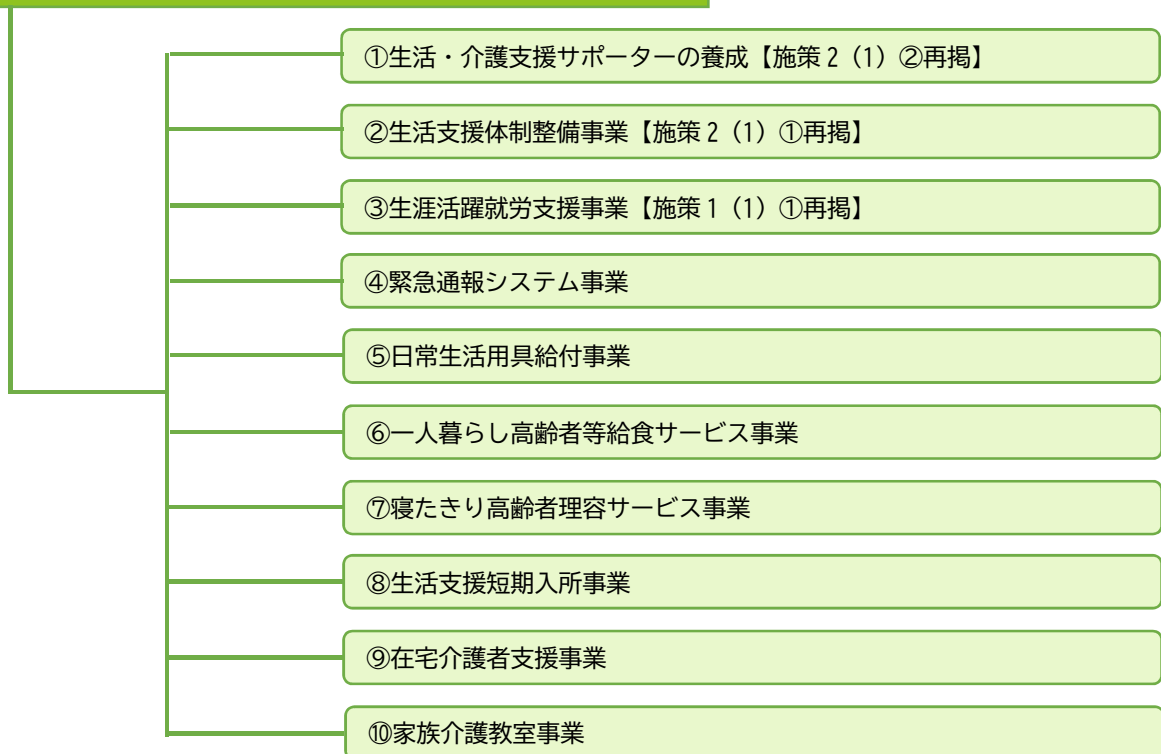 ①生活・介護支援サポーターの養成【施策２（1）②再掲】
②生活支援体制整備事業【施策２（1）①再掲】
③生涯活躍就労支援事業【施策１（1）①再掲】
④緊急通報システム事業
⑤日常生活用具給付事業
⑥一人暮らし高齢者等給食サービス事業
⑦寝たきり高齢者理容サービス事業
⑧生活支援短期入所事業
⑨在宅介護者支援事業
⑩家族介護教室事業